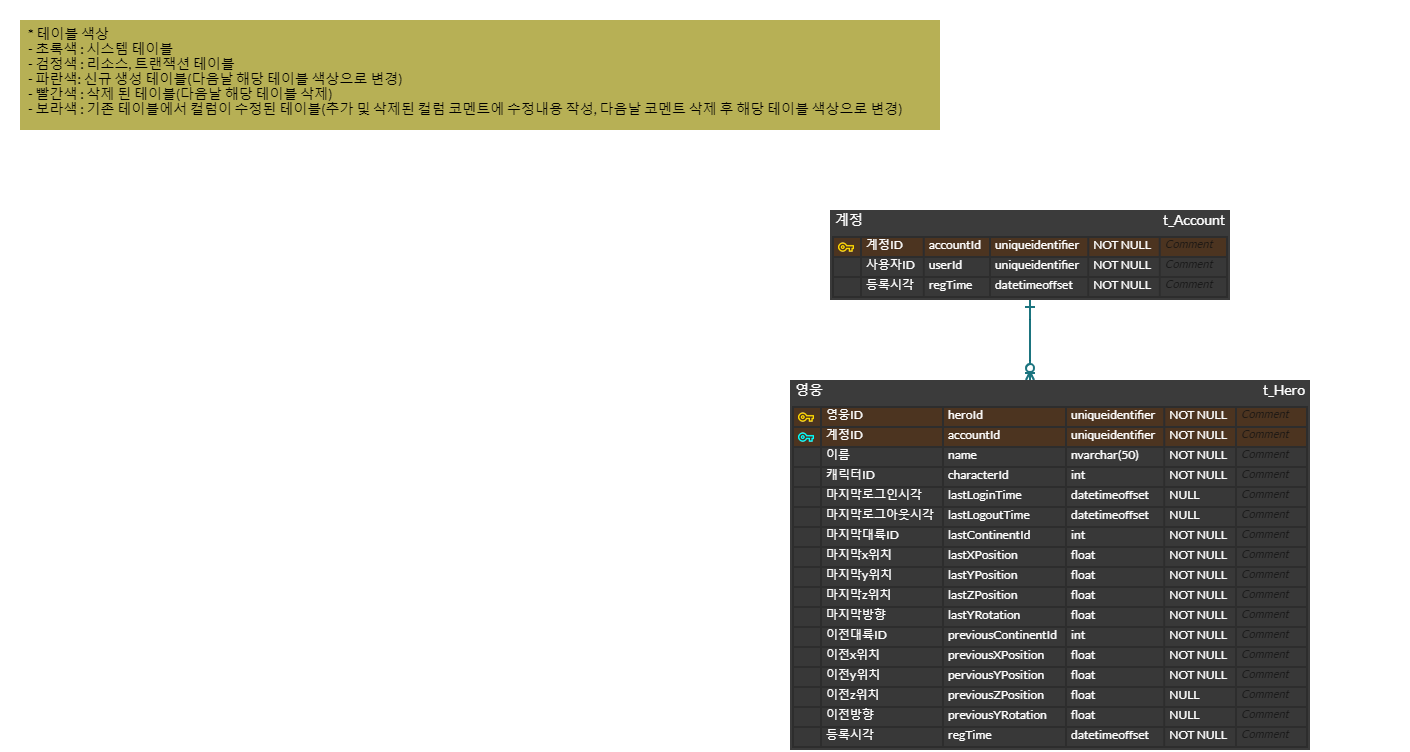 * 테이블 색상
- 초록색 : 시스템 테이블
- 검정색 : 리소스, 트랜잭션 테이블
- 파란색: 신규 생성 테이블(다음날 해당 테이블 색상으로 변경)
- 빨간색 : 삭제 된 테이블(다음날 해당 테이블 삭제)
- 보라색 : 기존 테이블에서 컬럼이 수정된 테이블(추가 및 삭제된 컬럼 코멘트에 수정내용 작성, 다음날 코멘트 삭제 후 해당 테이블 색상으로 변경)
계정 t_Account
계정ID accountId uniqueidentifier NOT NULL Comment
사용자ID userId uniqueidentifier NOT NULL Comment
등록시각 regTime datetimeoffset NOT NULL Comment
영웅 t_Hero
영웅ID heroId uniqueidentifier NOT NULL Comment
계정ID accountId uniqueidentifier NOT NULL Comment
이름 name nvarchar(50) NOT NULL Comment
캐릭터ID characterId int NOT NULL Comment
마지막로그인시각 lastLoginTime datetimeoffset NULL Comment
마지막로그아웃시각 lastLogoutTime datetimeoffset NULL Comment
마지막대륙ID lastContinentId int NOT NULL Comment
마지막x위치 lastXPosition float NOT NULL Comment
마지막y위치 lastYPosition float NOT NULL Comment
마지막z위치 lastZPosition float NOT NULL Comment
마지막방향 lastYRotation float NOT NULL Comment
이전대륙ID previousContinentId int NOT NULL Comment
이전x위치 previousXPosition float NOT NULL Comment
이전y위치 perviousYPosition float NOT NULL Comment
이전z위치 previousZPosition float NULL Comment
이전방향 previousYRotation float NULL Comment
등록시각 regTime datetimeoffset NOT NULL Comment